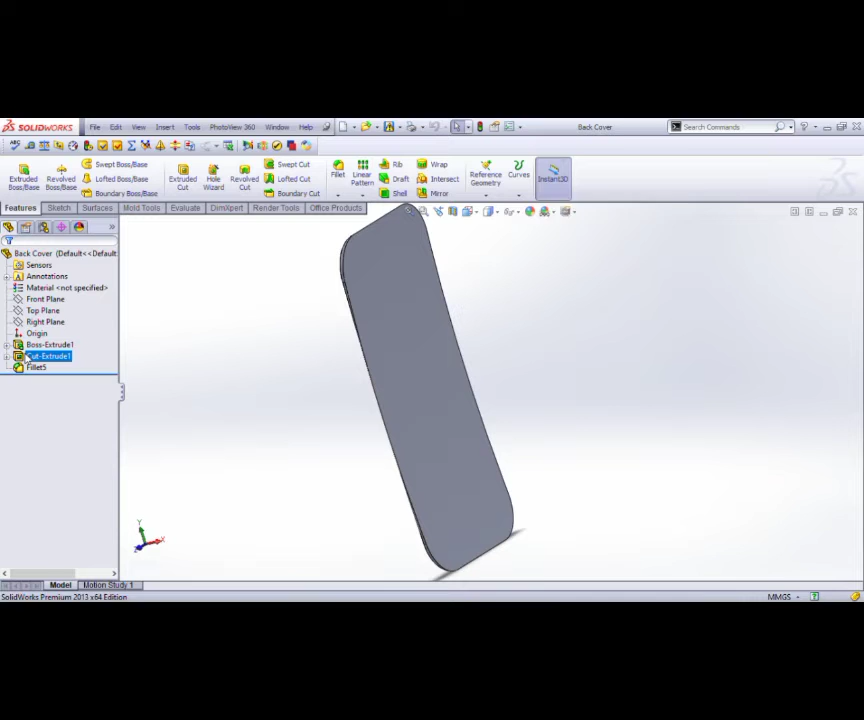 SOLIDWORKS File Edit View Insert Tools PhotoView 360 Window Help Back Cover Search Commands
Extruded Boss/Base Revolved Boss/Base Swept Boss/Base Extruded Cut Hole Wizard Revolved Cut Swept Cut Fillet Linear Pattern Rib Wrap Reference Geometry Curves Instant3D
Lofted Boss/Base Lofted Cut Draft Intersect
Boundary Boss/Base Boundary Cut Shell Mirror
Features Sketch Surfaces Mold Tools Evaluate DimXpert Render Tools Office Products
Back Cover (Default<<Default
Sensors
Annotations
Material <not specified>
Front Plane
Top Plane
Right Plane
Origin
Boss-Extrude1
Cut-Extrude1
Fillet5
Y
X
Z
Model Motion Study 1
SolidWorks Premium 2013 x64 Edition MMGS